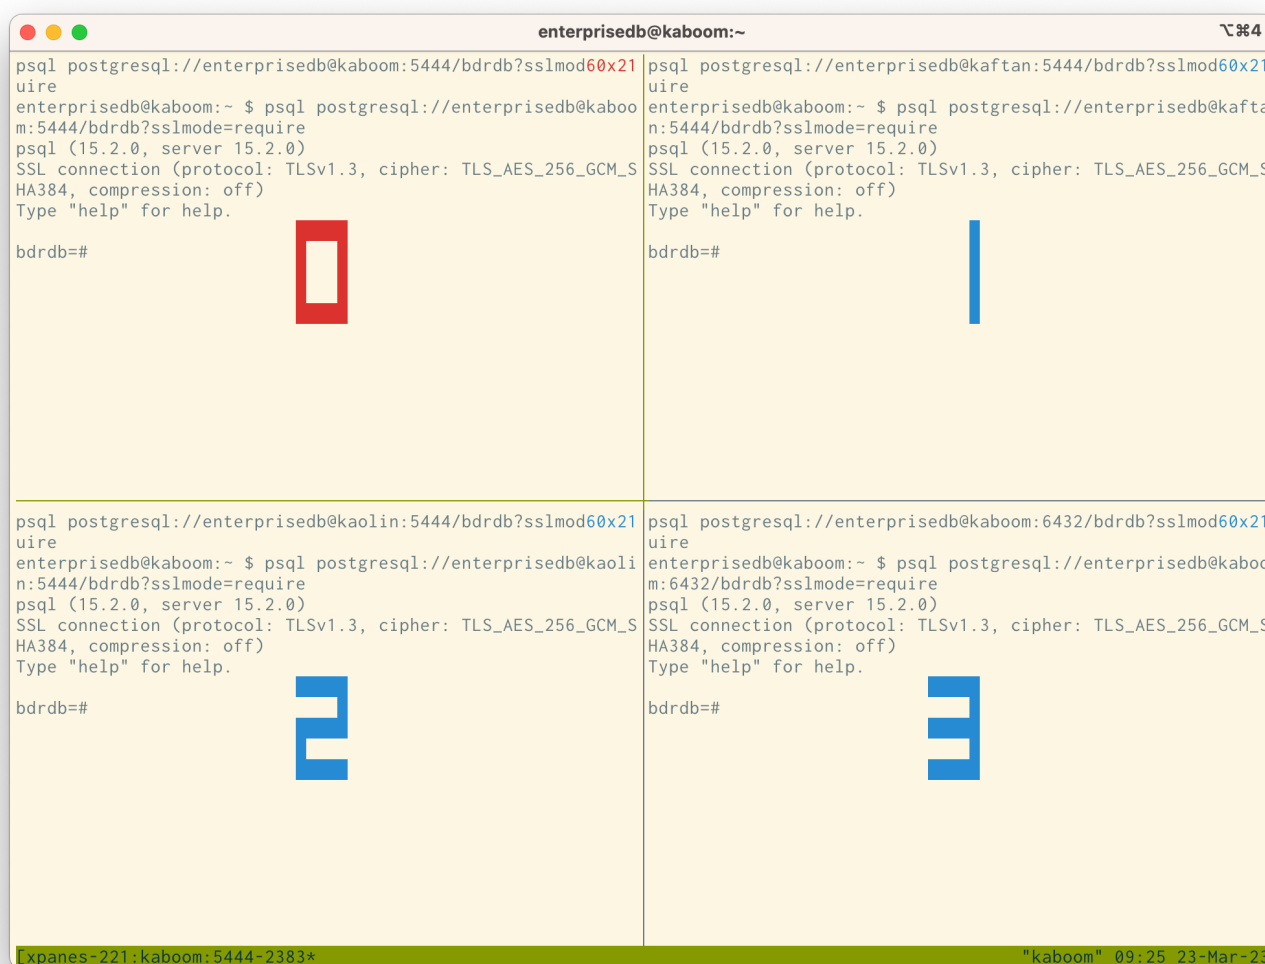 enterprisedb@kaboom:~
⌥⌘4
psql postgresql://enterprisedb@kaboom:5444/bdrdb?sslmod60x21
uire
enterprisedb@kaboom:~ $ psql postgresql://enterprisedb@kaboo
m:5444/bdrdb?sslmode=require
psql (15.2.0, server 15.2.0)
SSL connection (protocol: TLSv1.3, cipher: TLS_AES_256_GCM_S
HA384, compression: off)
Type "help" for help.
bdrdb=#
0
psql postgresql://enterprisedb@kaftan:5444/bdrdb?sslmod60x21
uire
enterprisedb@kaboom:~ $ psql postgresql://enterprisedb@kafta
n:5444/bdrdb?sslmode=require
psql (15.2.0, server 15.2.0)
SSL connection (protocol: TLSv1.3, cipher: TLS_AES_256_GCM_S
HA384, compression: off)
Type "help" for help.
bdrdb=#
1
psql postgresql://enterprisedb@kaolin:5444/bdrdb?sslmod60x21
uire
enterprisedb@kaboom:~ $ psql postgresql://enterprisedb@kaoli
n:5444/bdrdb?sslmode=require
psql (15.2.0, server 15.2.0)
SSL connection (protocol: TLSv1.3, cipher: TLS_AES_256_GCM_S
HA384, compression: off)
Type "help" for help.
bdrdb=#
2
psql postgresql://enterprisedb@kaboom:6432/bdrdb?sslmod60x21
uire
enterprisedb@kaboom:~ $ psql postgresql://enterprisedb@kaboo
m:6432/bdrdb?sslmode=require
psql (15.2.0, server 15.2.0)
SSL connection (protocol: TLSv1.3, cipher: TLS_AES_256_GCM_S
HA384, compression: off)
Type "help" for help.
bdrdb=#
3
[xpanes-221:kaboom:5444-2383* "kaboom" 09:25 23-Mar-23